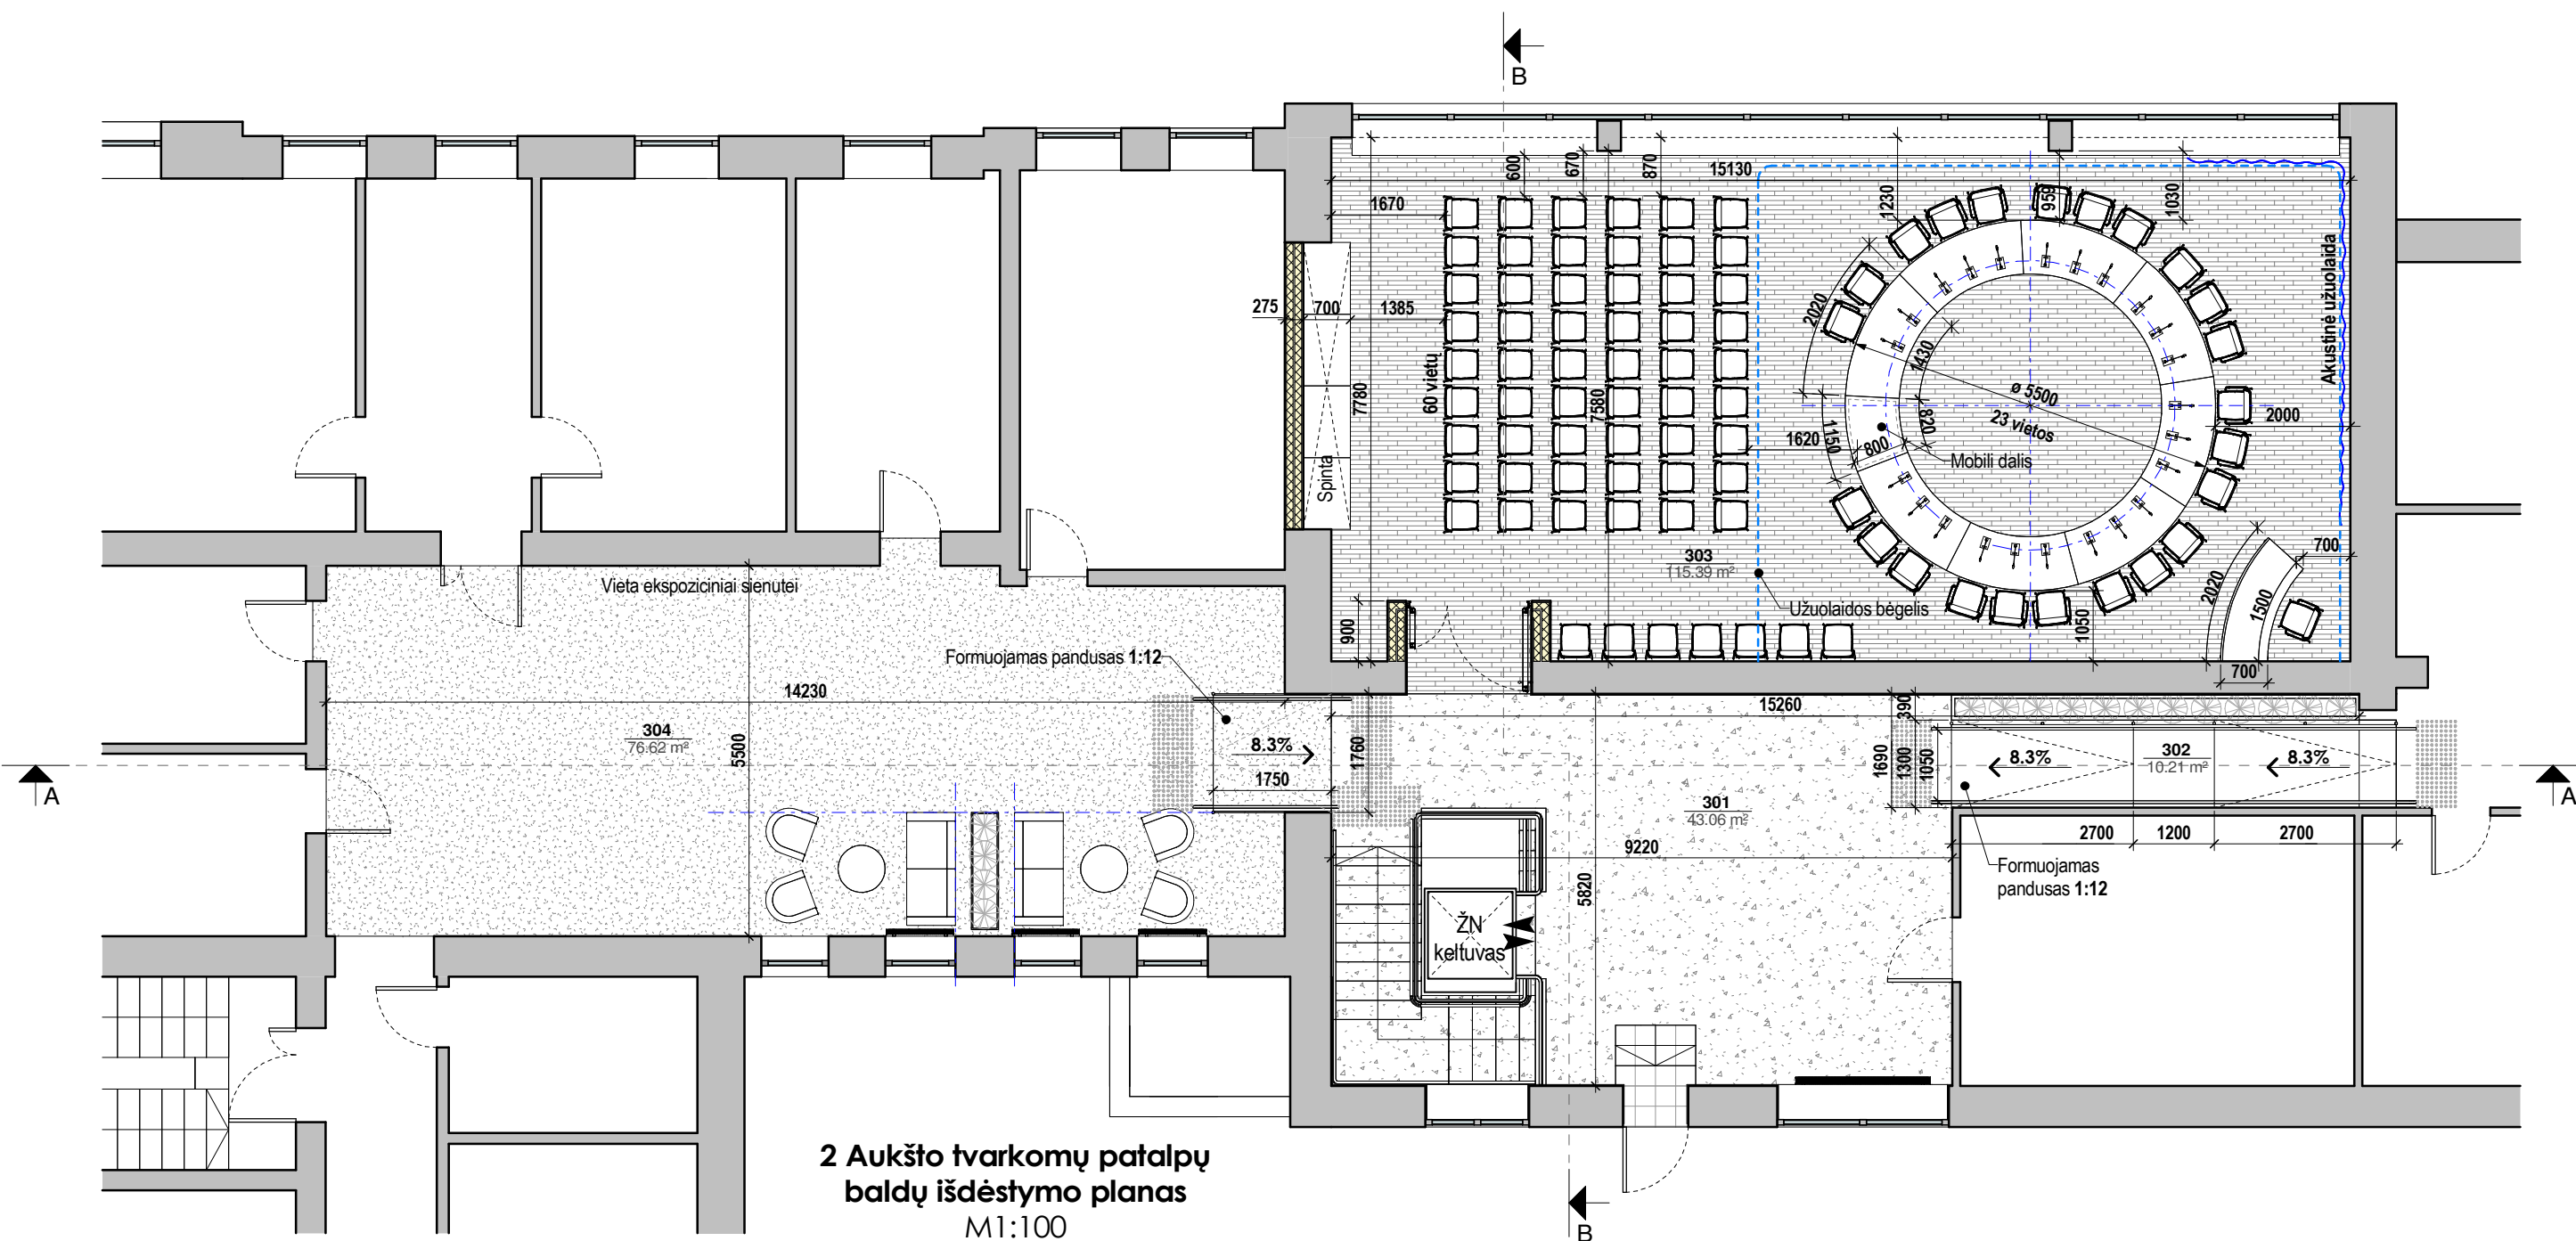 B
600
670
870
15130
1670
1230
959
1030
Akustinė užuolaida
275
700
1385
2020
1430
7780
60 vietų
7580
ø 5500
23 vietos
820
2000
1620
1150
800
Mobili dalis
Spinta
303
115.39 m²
700
Vieta ekspoziciniai sienutei
Užuolaidos bėgelis
2020
1500
900
1050
Formuojamas pandusas 1:12
700
14230
15260
390
304
76.62 m²
5500
8.3%
1760
1690
1300
1050
8.3%
302
10.21 m²
8.3%
A
A
1750
301
43.06 m²
2700
1200
2700
9220
Formuojamas
pandusas 1:12
5820
ŽN
keltuvas
2 Aukšto tvarkomų patalpų
baldų išdėstymo planas
M1:100
B